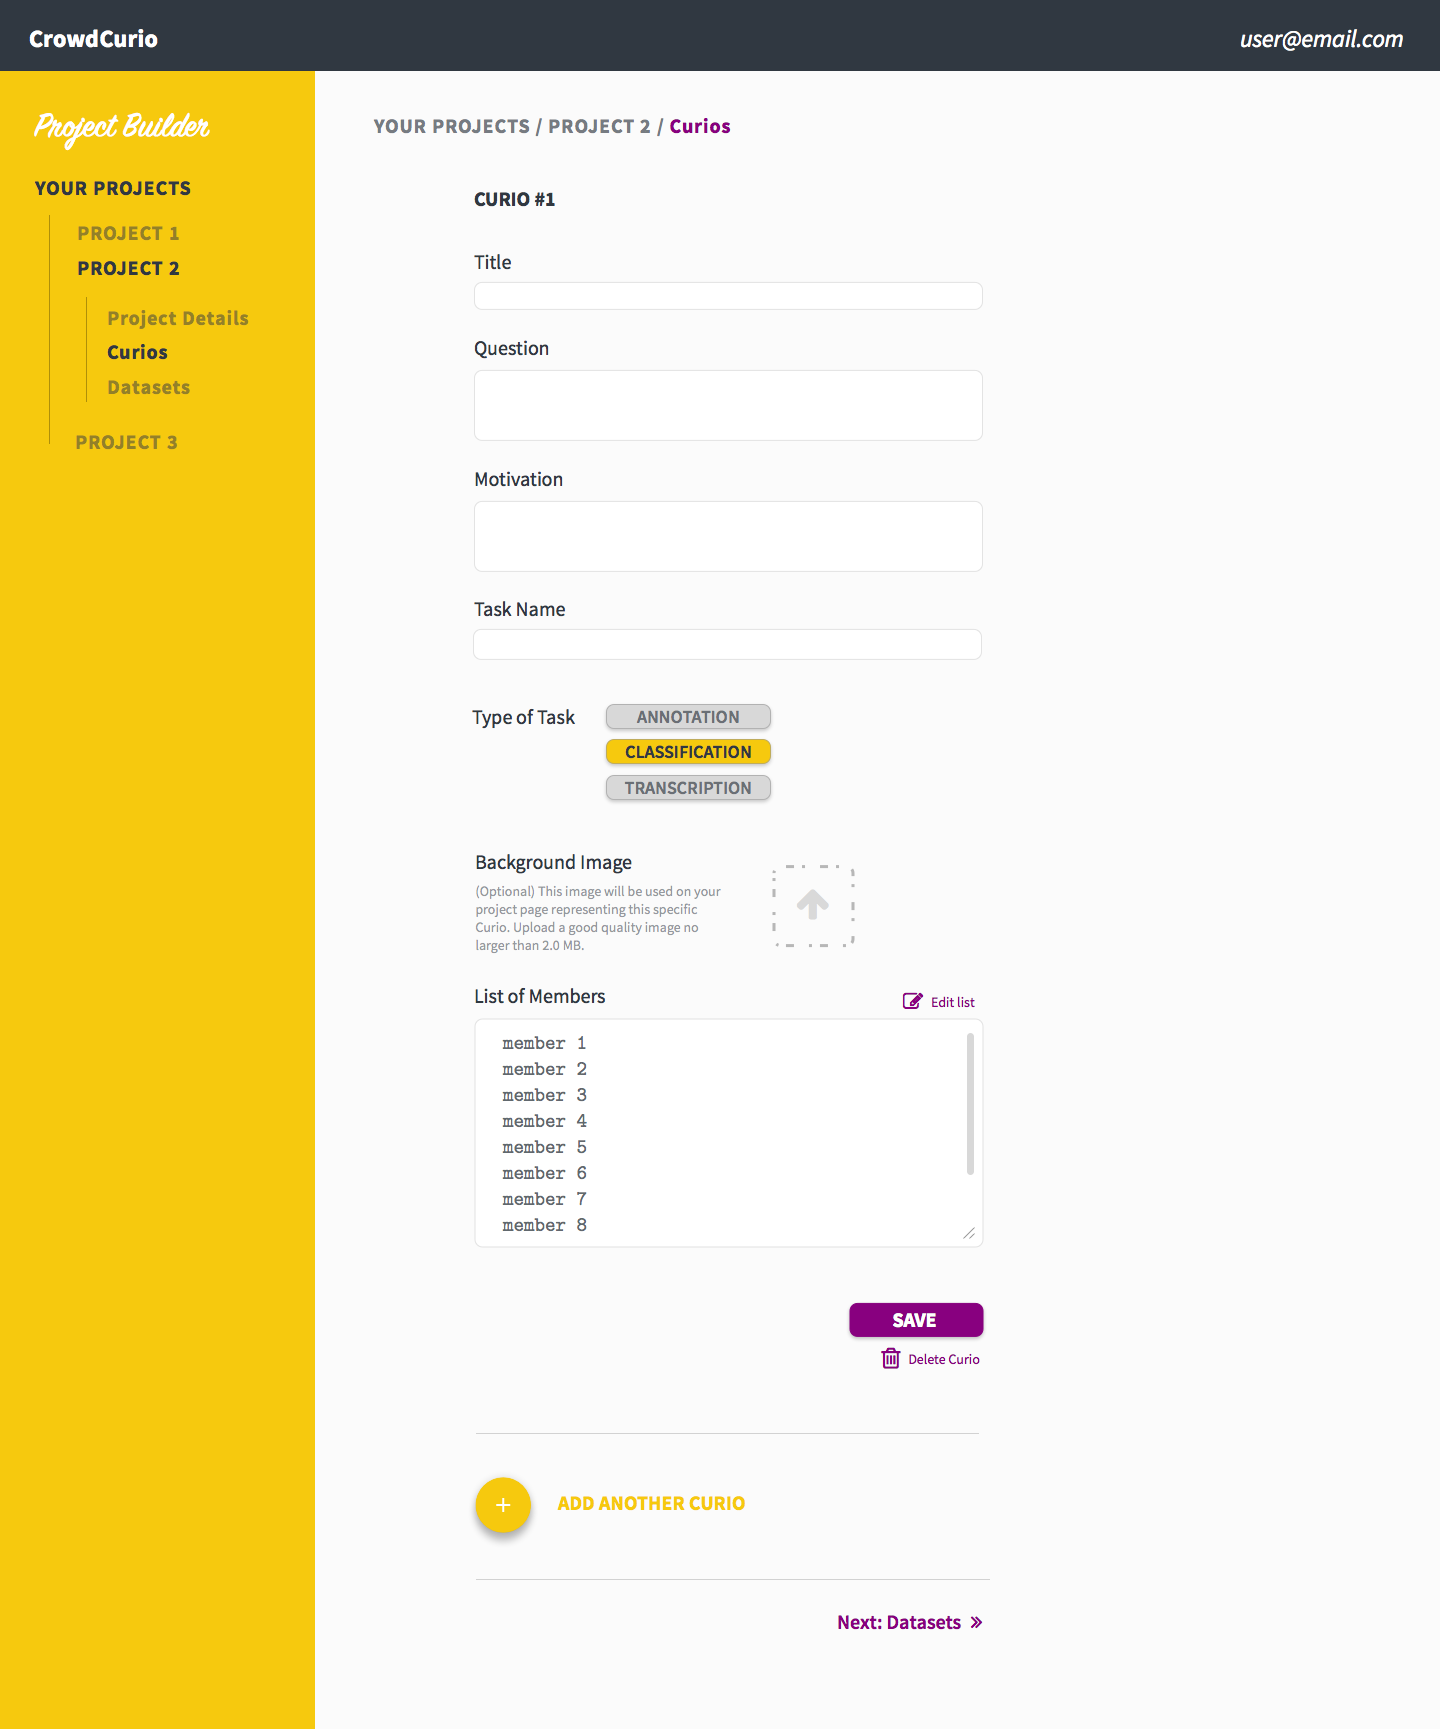 CrowdCurio
user@email.com
Project Builder
YOUR PROJECTS
PROJECT 1
PROJECT 2
Project Details
Curios
Datasets
PROJECT 3
YOUR PROJECTS / PROJECT 2 / Curios
CURIO #1
Title
Question
Motivation
Task Name
Type of Task
ANNOTATION
CLASSIFICATION
TRANSCRIPTION
Background Image
(Optional) This image will be used on your
project page representing this specific
Curio. Upload a good quality image no
larger than 2.0 MB.
List of Members
Edit list
member 1
member 2
member 3
member 4
member 5
member 6
member 7
member 8
SAVE
Delete Curio
+
ADD ANOTHER CURIO
Next: Datasets »